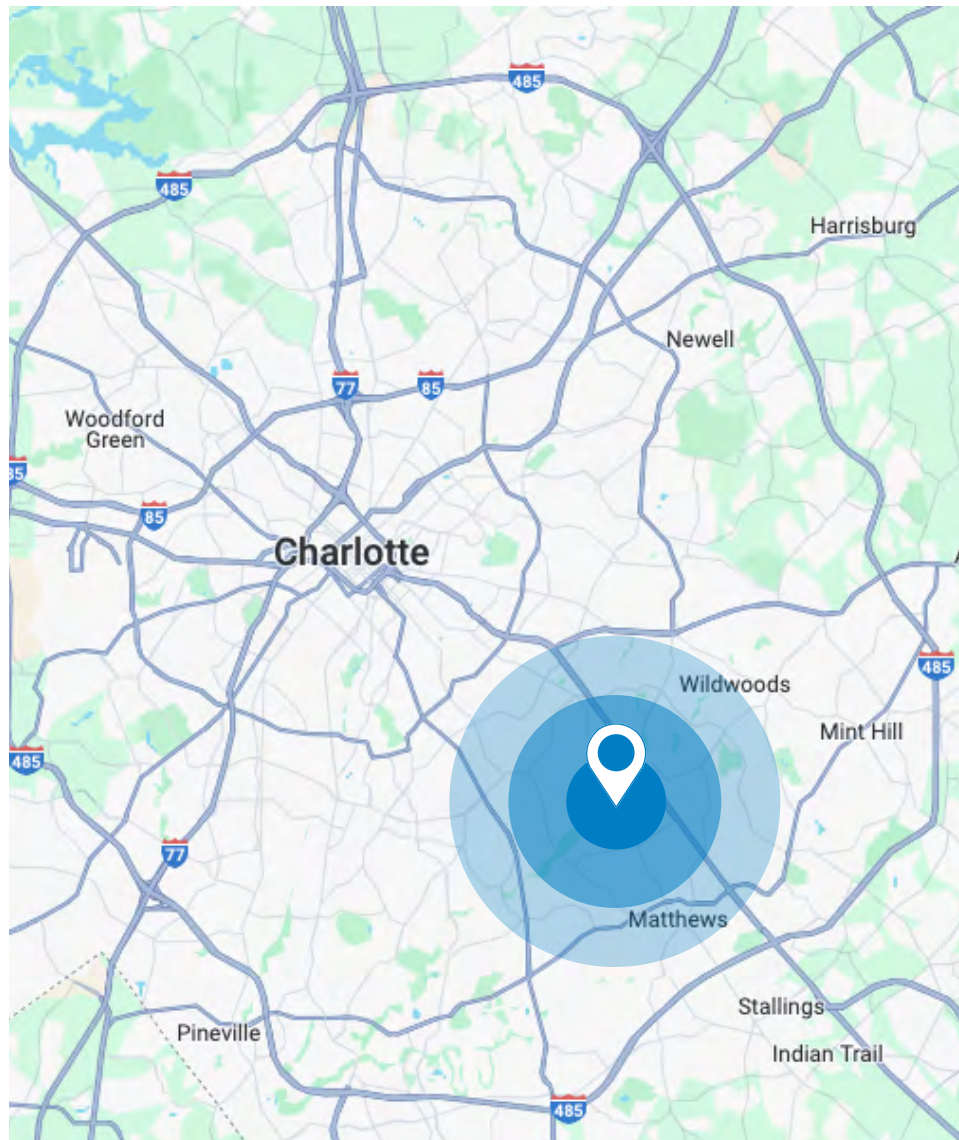 485
485
Harrisburg
Newell
77
85
Woodford
Green
85
85
Charlotte
A
485
Wildwoods
Mint Hill
485
77
Matthews
Stallings
Pineville
Indian Trail
485